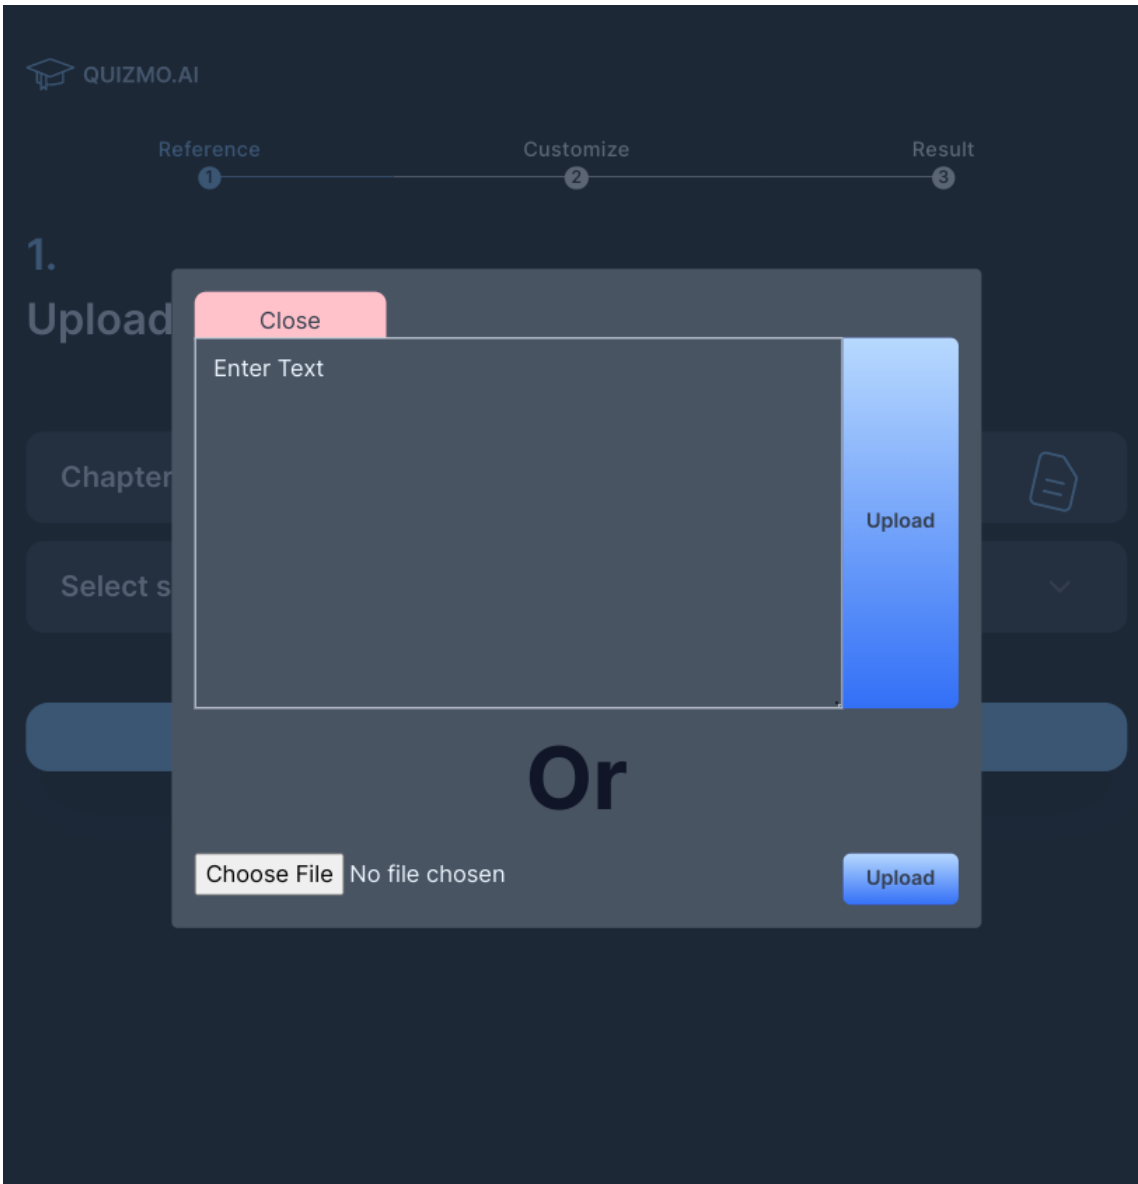 QUIZMO.AI
Reference Customize Result
1 2 3
1.
Upload
Close
Enter Text
Chapter
Upload
Select s
Or
Choose File No file chosen Upload